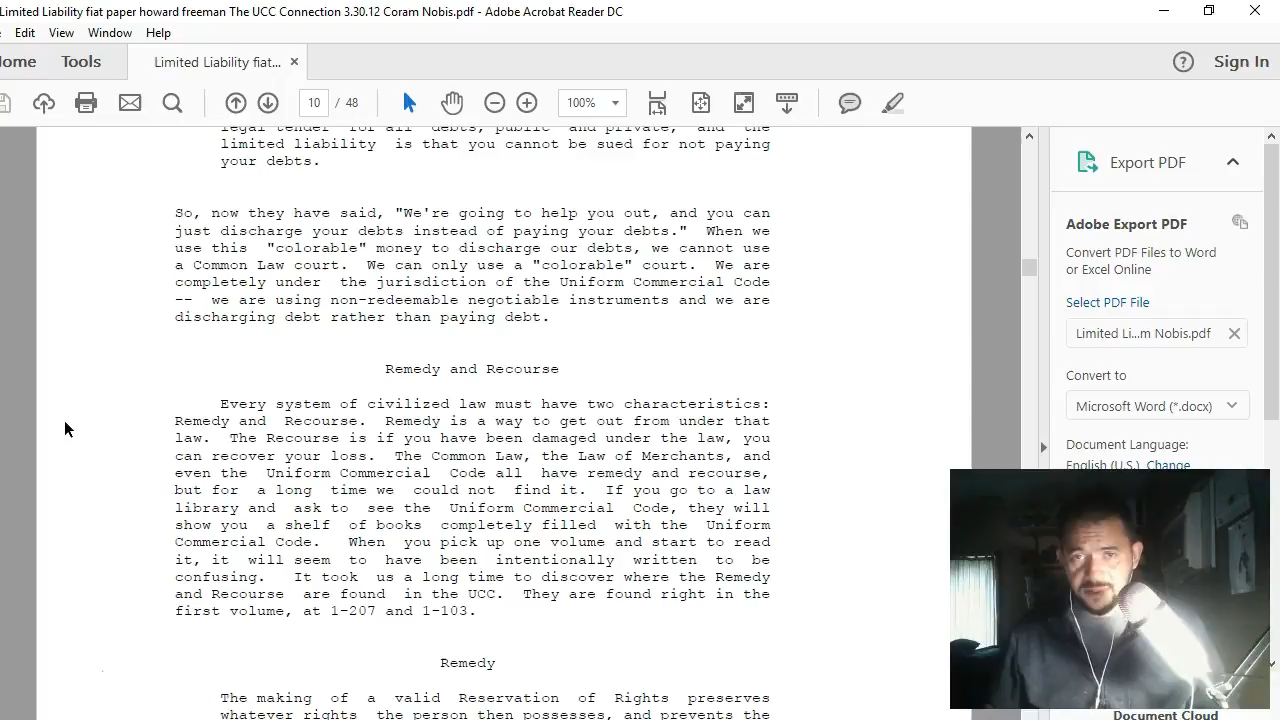 Limited Liability fiat paper howard freeman The UCC Connection 3.30.12 Coram Nobis.pdf - Adobe Acrobat Reader DC
Edit View Window Help
ome Tools Limited Liability fiat... × Sign In
10 / 48 100%
legal tender for all debts, public and private, and the
limited liability is that you cannot be sued for not paying
your debts.
So, now they have said, "We're going to help you out, and you can
just discharge your debts instead of paying your debts." When we
use this "colorable" money to discharge our debts, we cannot use
a Common Law court. We can only use a "colorable" court. We are
completely under the jurisdiction of the Uniform Commercial Code
-- we are using non-redeemable negotiable instruments and we are
discharging debt rather than paying debt.
Remedy and Recourse
Every system of civilized law must have two characteristics:
Remedy and Recourse. Remedy is a way to get out from under that
law. The Recourse is if you have been damaged under the law, you
can recover your loss. The Common Law, the Law of Merchants, and
even the Uniform Commercial Code all have remedy and recourse,
but for a long time we could not find it. If you go to a law
library and ask to see the Uniform Commercial Code, they will
show you a shelf of books completely filled with the Uniform
Commercial Code. When you pick up one volume and start to read
it, it will seem to have been intentionally written to be
confusing. It took us a long time to discover where the Remedy
and Recourse are found in the UCC. They are found right in the
first volume, at 1-207 and 1-103.
Remedy
The making of a valid Reservation of Rights preserves
whatever rights the person then possesses, and prevents the
Export PDF
Adobe Export PDF
Convert PDF Files to Word
or Excel Online
Select PDF File
Limited Li...m Nobis.pdf
Convert to
Microsoft Word (*.docx)
Document Language:
English (U.S.) Change
Document Cloud